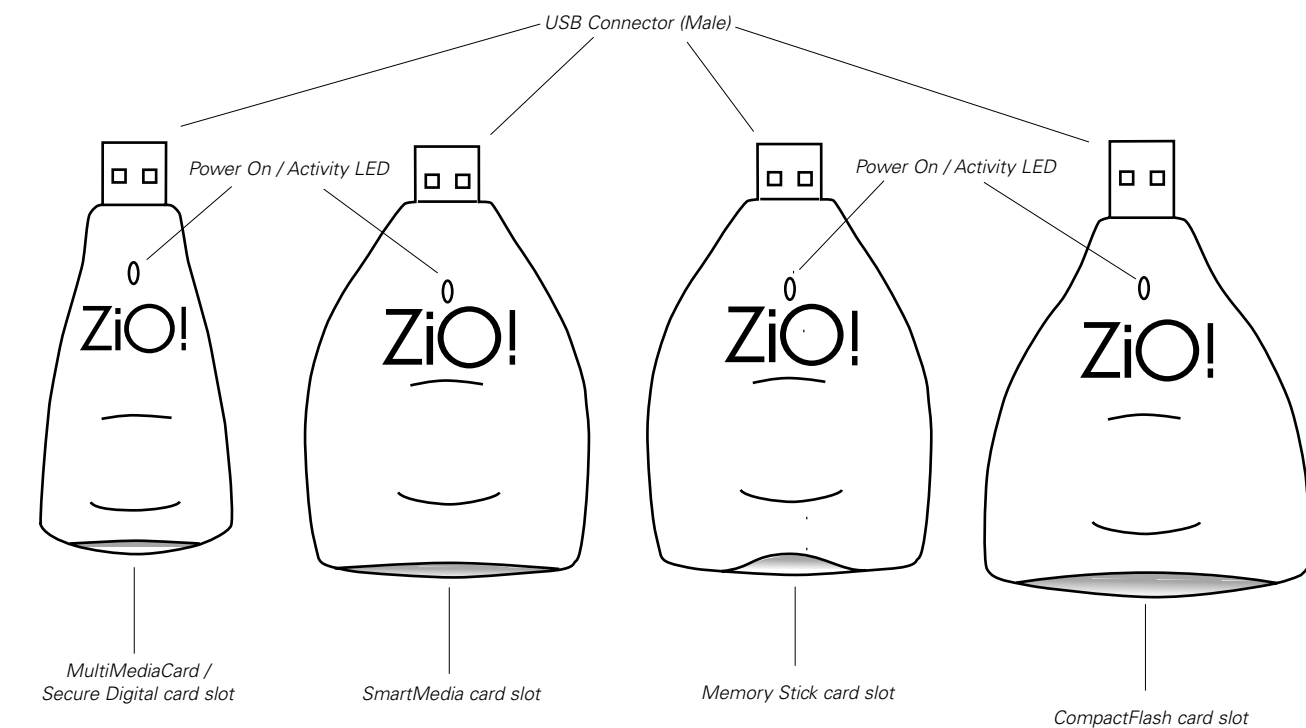 USB Connector (Male)
Power On / Activity LED
Power On / Activity LED
ZiO!
ZiO!
ZiO!
ZiO!
MultiMediaCard /
Secure Digital card slot
SmartMedia card slot
Memory Stick card slot
CompactFlash card slot